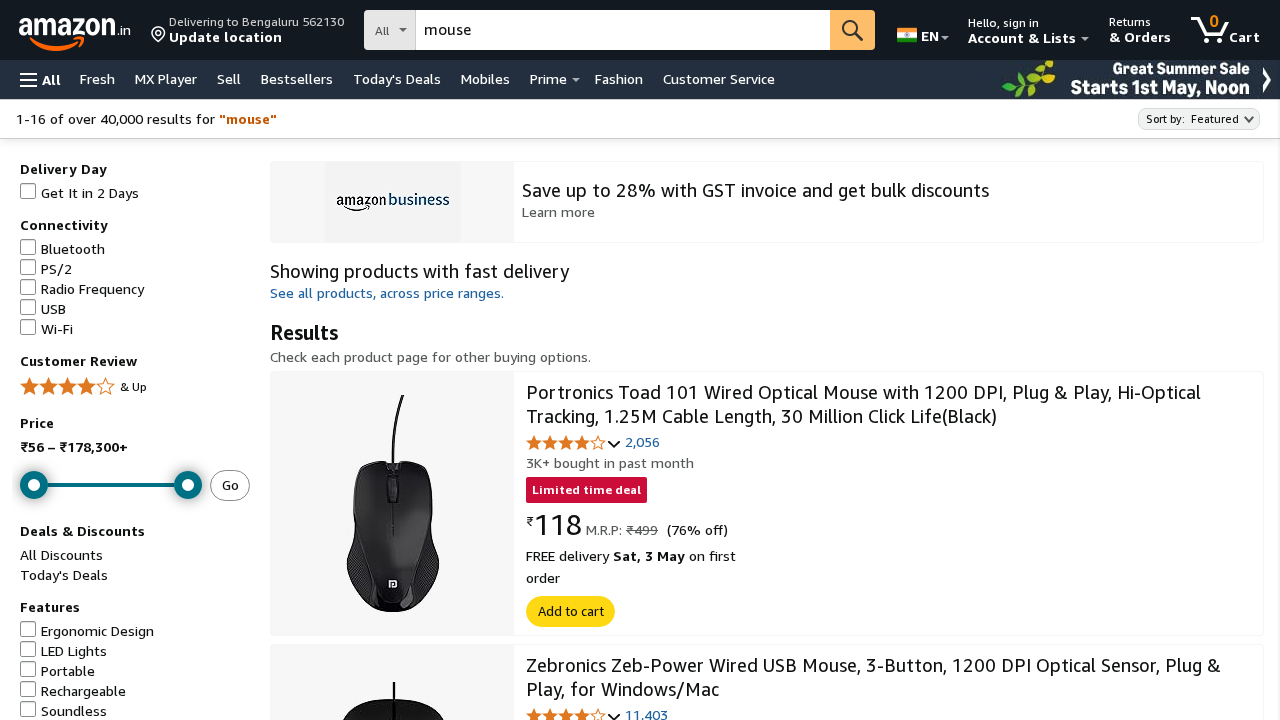 amazon.in
Delivering to Bengaluru 562130
Update location
All
mouse
EN
Hello, sign in
Account & Lists
Returns
& Orders
0
Cart
All
Fresh
MX Player
Sell
Bestsellers
Today's Deals
Mobiles
Prime
Fashion
Customer Service
Great Summer Sale
Starts 1st May, Noon
1-16 of over 40,000 results for "mouse"
Sort by: Featured
Delivery Day
Get It in 2 Days
Connectivity
Bluetooth
PS/2
Radio Frequency
USB
Wi-Fi
Customer Review
& Up
Price
₹56 – ₹178,300+
Go
Deals & Discounts
All Discounts
Today's Deals
Features
Ergonomic Design
LED Lights
Portable
Rechargeable
Soundless
amazon business
Save up to 28% with GST invoice and get bulk discounts
Learn more
Showing products with fast delivery
See all products, across price ranges.
Results
Check each product page for other buying options.
Portronics Toad 101 Wired Optical Mouse with 1200 DPI, Plug & Play, Hi-Optical
Tracking, 1.25M Cable Length, 30 Million Click Life(Black)
2,056
3K+ bought in past month
Limited time deal
₹118 M.R.P: ₹499 (76% off)
FREE delivery Sat, 3 May on first
order
Add to cart
Zebronics Zeb-Power Wired USB Mouse, 3-Button, 1200 DPI Optical Sensor, Plug &
Play, for Windows/Mac
11,403